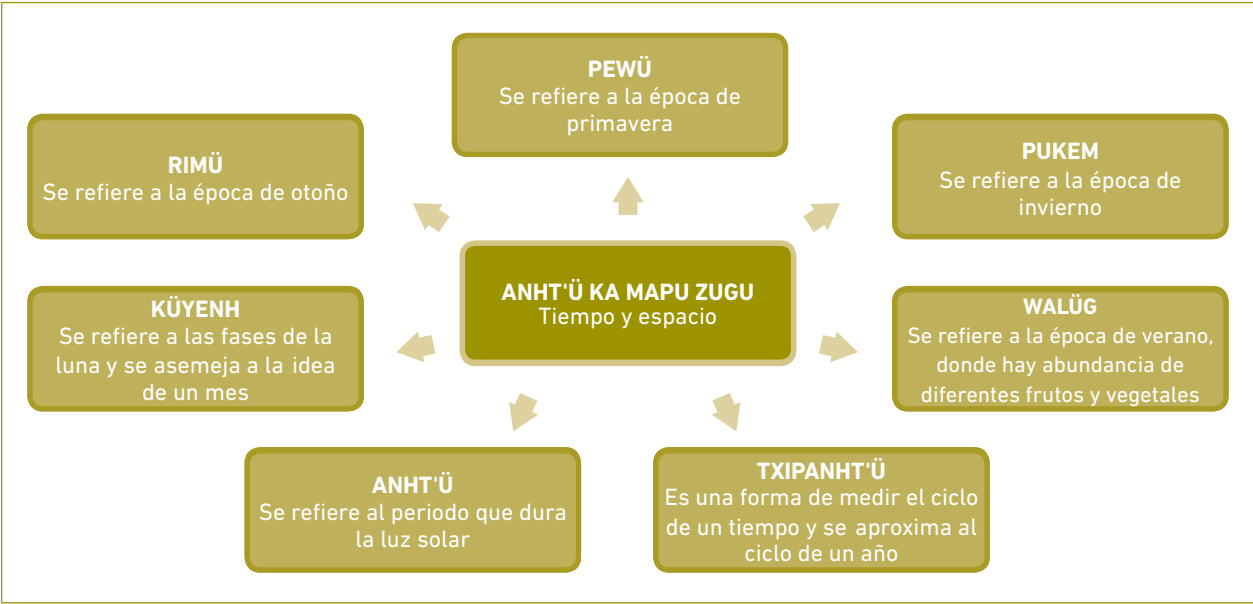 PEWÜ
Se refiere a la época de
primavera
RIMÜ
Se refiere a la época de otoño
PUKEM
Se refiere a la época de
invierno
ANHT'Ü KA MAPU ZUGU
Tiempo y espacio
KÜYENH
Se refiere a las fases de la
luna y se asemeja a la idea
de un mes
WALÜG
Se refiere a la época de verano,
donde hay abundancia de
diferentes frutos y vegetales
ANHT'Ü
Se refiere al periodo que dura
la luz solar
TXIPANHT'Ü
Es una forma de medir el ciclo
de un tiempo y se aproxima al
ciclo de un año